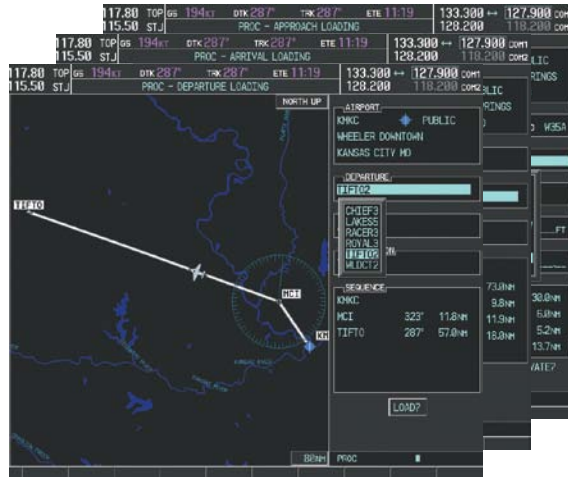 117.80 TOP GS 194KT DTK 287° TRK 287° ETE 11:19 133.300 ↔ 127.900
115.50 STJ PROC - APPROACH LOADING 128.200 118.200 COM2
117.80 TOP GS 194KT DTK 287° TRK 287° ETE 11:19 133.300 ↔ 127.900 COM1
115.50 STJ PROC - ARRIVAL LOADING 128.200 118.200 COM2
117.80 TOP GS 194KT DTK 287° TRK 287° ETE 11:19 133.300 ↔ 127.900 COM1
115.50 STJ PROC - DEPARTURE LOADING 128.200 118.200 COM2
NORTH UP
TIFTO
MCI
KM
80NM
AIRPORT
KMKC PUBLIC
WHEELER DOWNTOWN
KANSAS CITY MO
DEPARTURE
TIFTO2
CHIEF3
LAKES5
RACER3
ROYAL3
TIFTO2
WLDCT2
ON
SEQUENCE
KMKC
MCI 323° 11.8NM
TIFTO 287° 57.0NM
LOAD?
PROC
BLIC
RINGS
73.0NM
9.8NM
11.9NM
18.0NM
LIC
RINGS
W35A
FT
30.0NM
6.0NM
5.2NM
13.7NM
VATE?